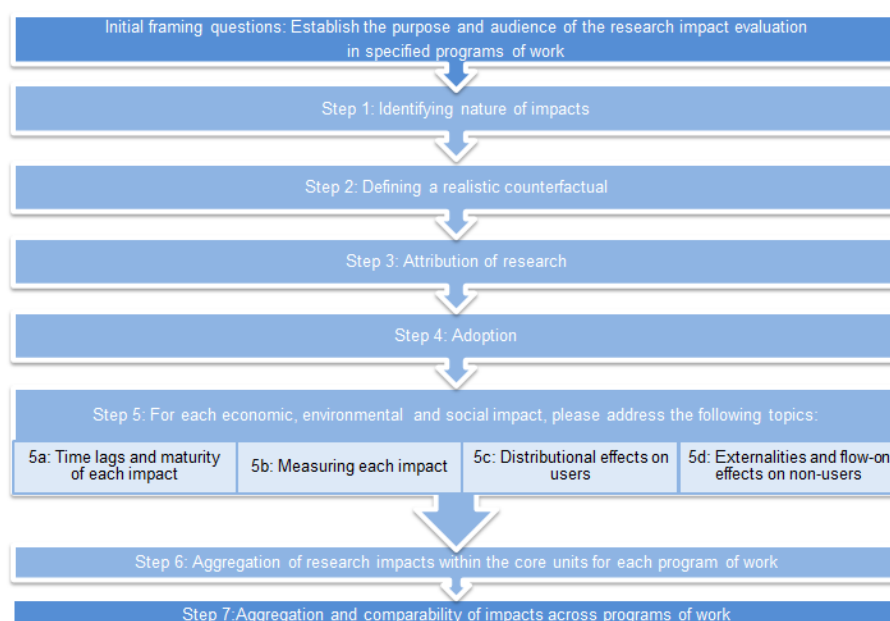 Initial framing questions: Establish the purpose and audience of the research impact evaluation
in specified programs of work
Step 1: Identifying nature of impacts
Step 2: Defining a realistic counterfactual
Step 3: Attribution of research
Step 4: Adoption
Step 5: For each economic, environmental and social impact, please address the following topics:
5a: Time lags and maturity
of each impact
5b: Measuring each impact
5c: Distributional effects on
users
5d: Externalities and flow-on
effects on non-users
Step 6: Aggregation of research impacts within the core units for each program of work
Step 7:Aggregation and comparability of impacts across programs of work